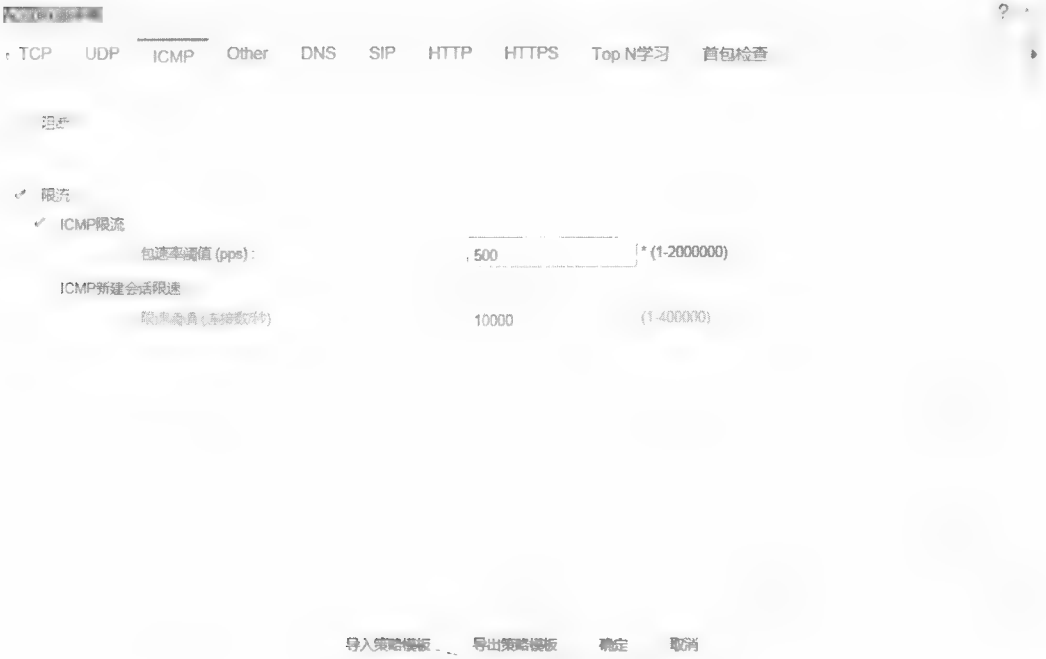 ?
TCP UDP ICMP Other DNS SIP HTTP HTTPS Top N学习 首包检查
阻断
限流
ICMP限流
包速率阈值 (pps) : 500 * (1-2000000)
ICMP新建会话限速
10000 (1-400000)
导入策略模板 导出策略模板 确定 取消